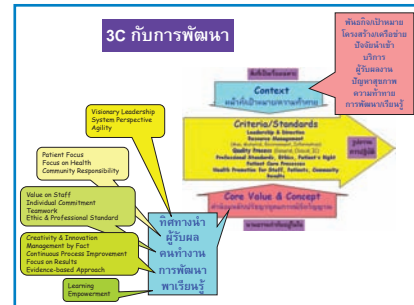 3C กับการพัฒนา
พันธกิจ/เป้าหมาย
โครงสร้าง/เครือข่าย
ปัจจัยนำเข้า
บริการ
ผู้รับผลงาน
ปัญหาสุขภาพ
ความท้าทาย
การพัฒนา/เรียนรู้
Context
Visionary Leadership
System Perspective
Agility
Criteria/Standards
Leadership & Direction
Resource Management
Professional Standards, Ethics, Patient's Right
Patient Care Processes
Health Promotion for Staff, Patients, Community
Results
Patient Focus
Focus on Health
Community Responsibility
Value on Staff
Individual Commitment
Teamwork
Ethic & Professional Standard
Core Value & Concept
ทิศทางนำ
ผู้รับผล
คนทำงาน
การพัฒนา
พาเรียนรู้
Creativity & Innovation
Management by Fact
Continuous Process Improvement
Focus on Results
Evidence-based Approach
Learning
Empowerment